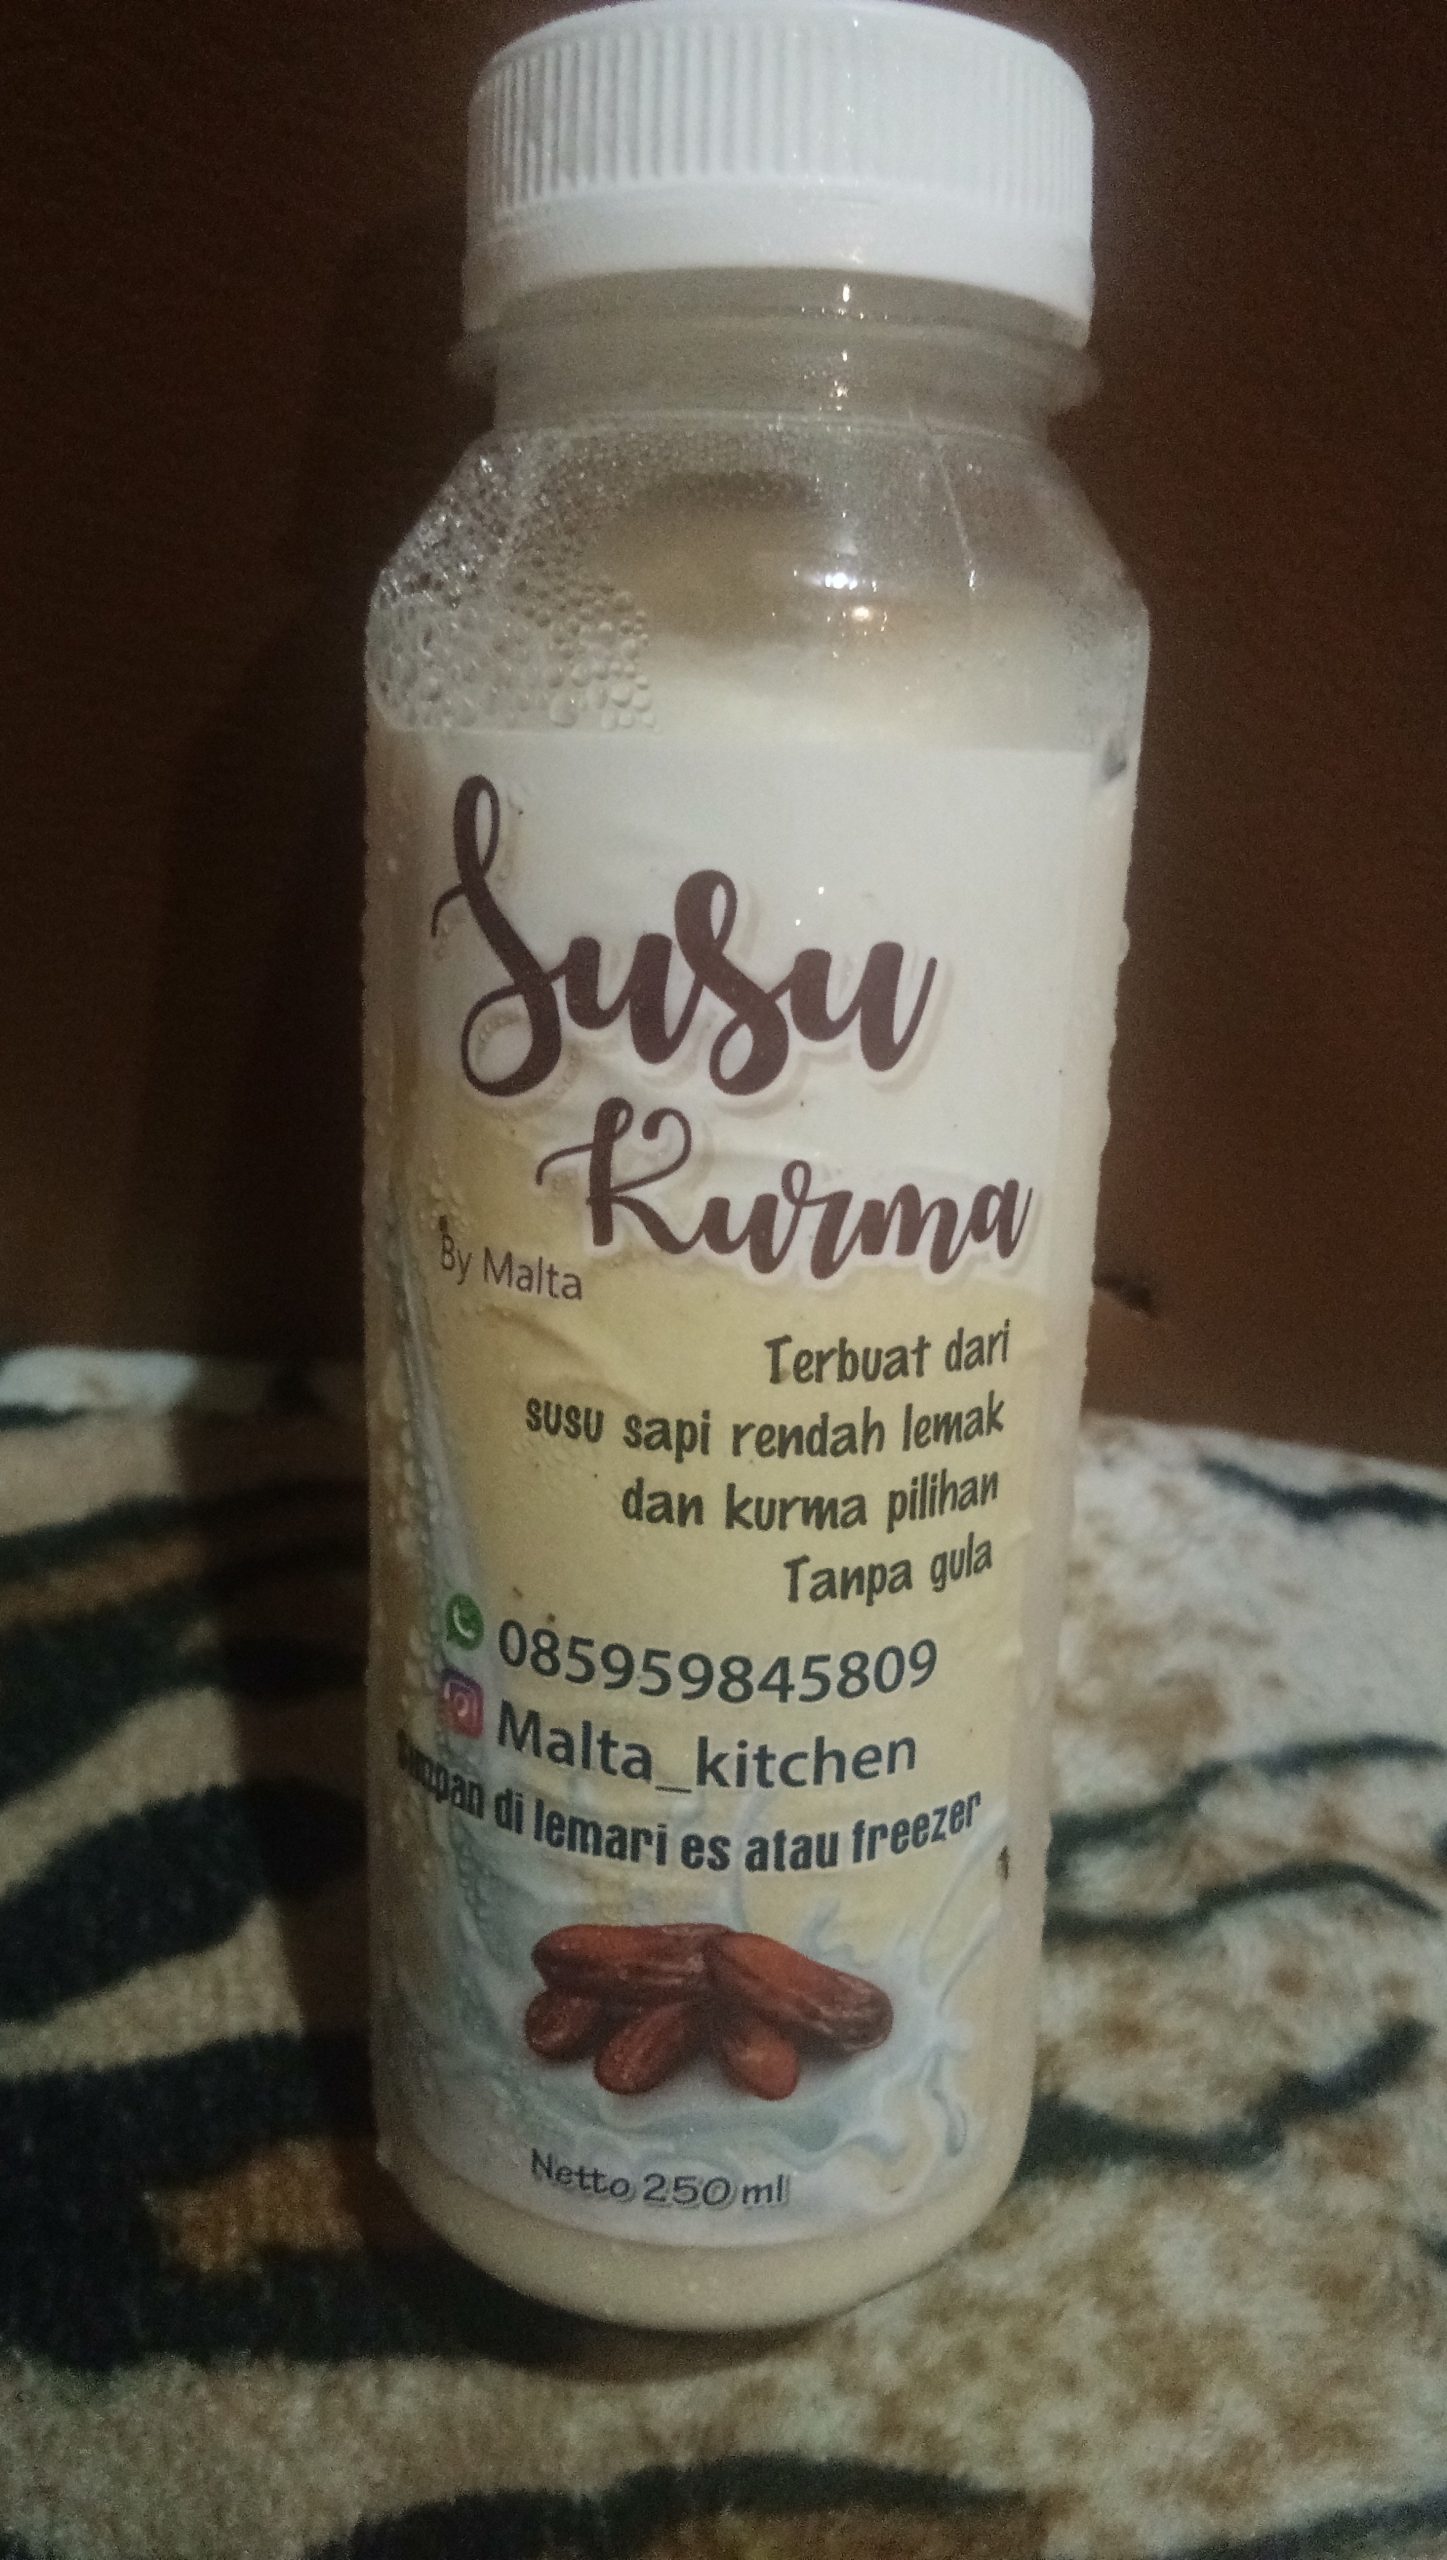 Susu
Kurma
By Malta
Terbuat dari
susu sapi rendah lemak
dan kurma pilihan
Tanpa gula
085959845809
Malta_kitchen
Simpan di lemari es atau freezer
Netto 250 ml